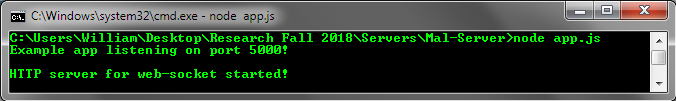 C:\Windows\system32\cmd.exe - node  app.js
C:\Users\William\Desktop\Research Fall 2018\Servers\Mal-Server>node app.js
Example app listening on port 5000!
HTTP server for web-socket started!